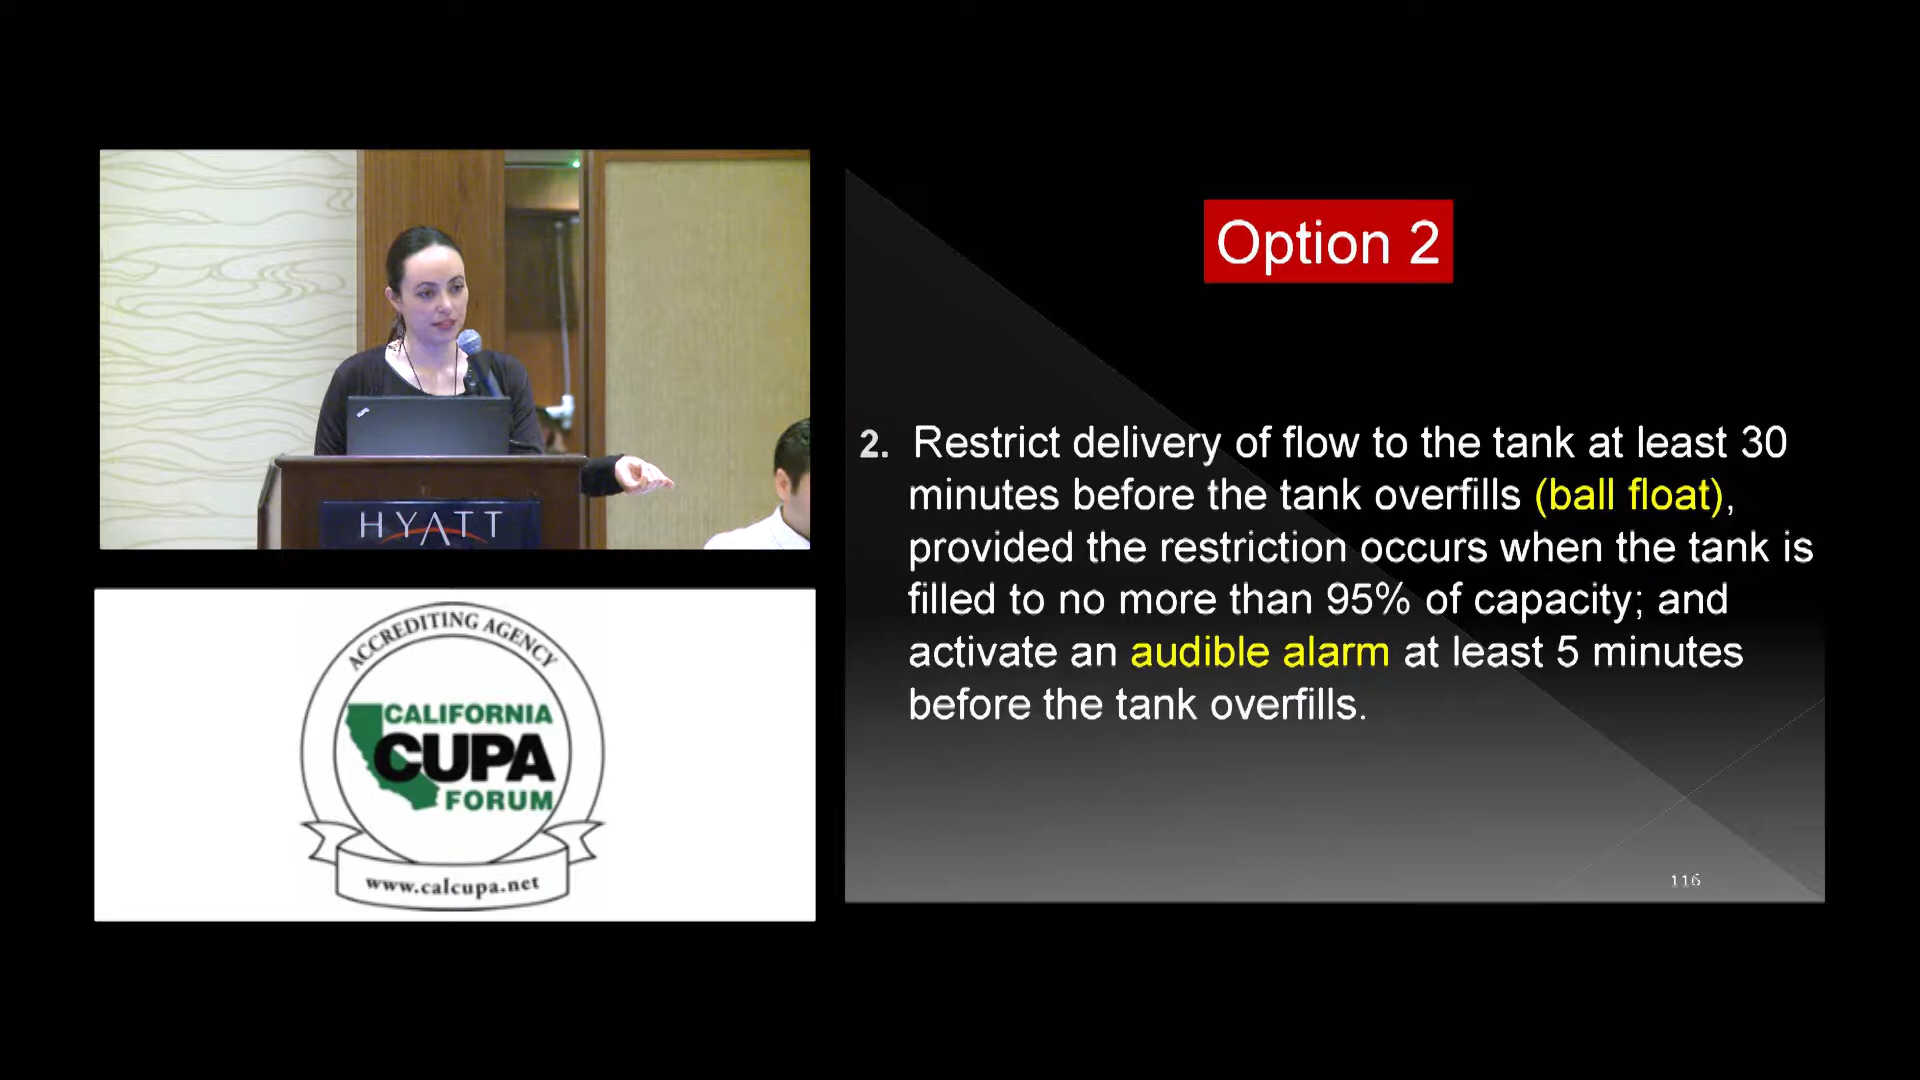 HYATT
ACCREDITING AGENCY
CALIFORNIA
CUPA
FORUM
www.calcupa.net
Option 2
2. Restrict delivery of flow to the tank at least 30
minutes before the tank overfills (ball float),
provided the restriction occurs when the tank is
filled to no more than 95% of capacity; and
activate an audible alarm at least 5 minutes
before the tank overfills.
116